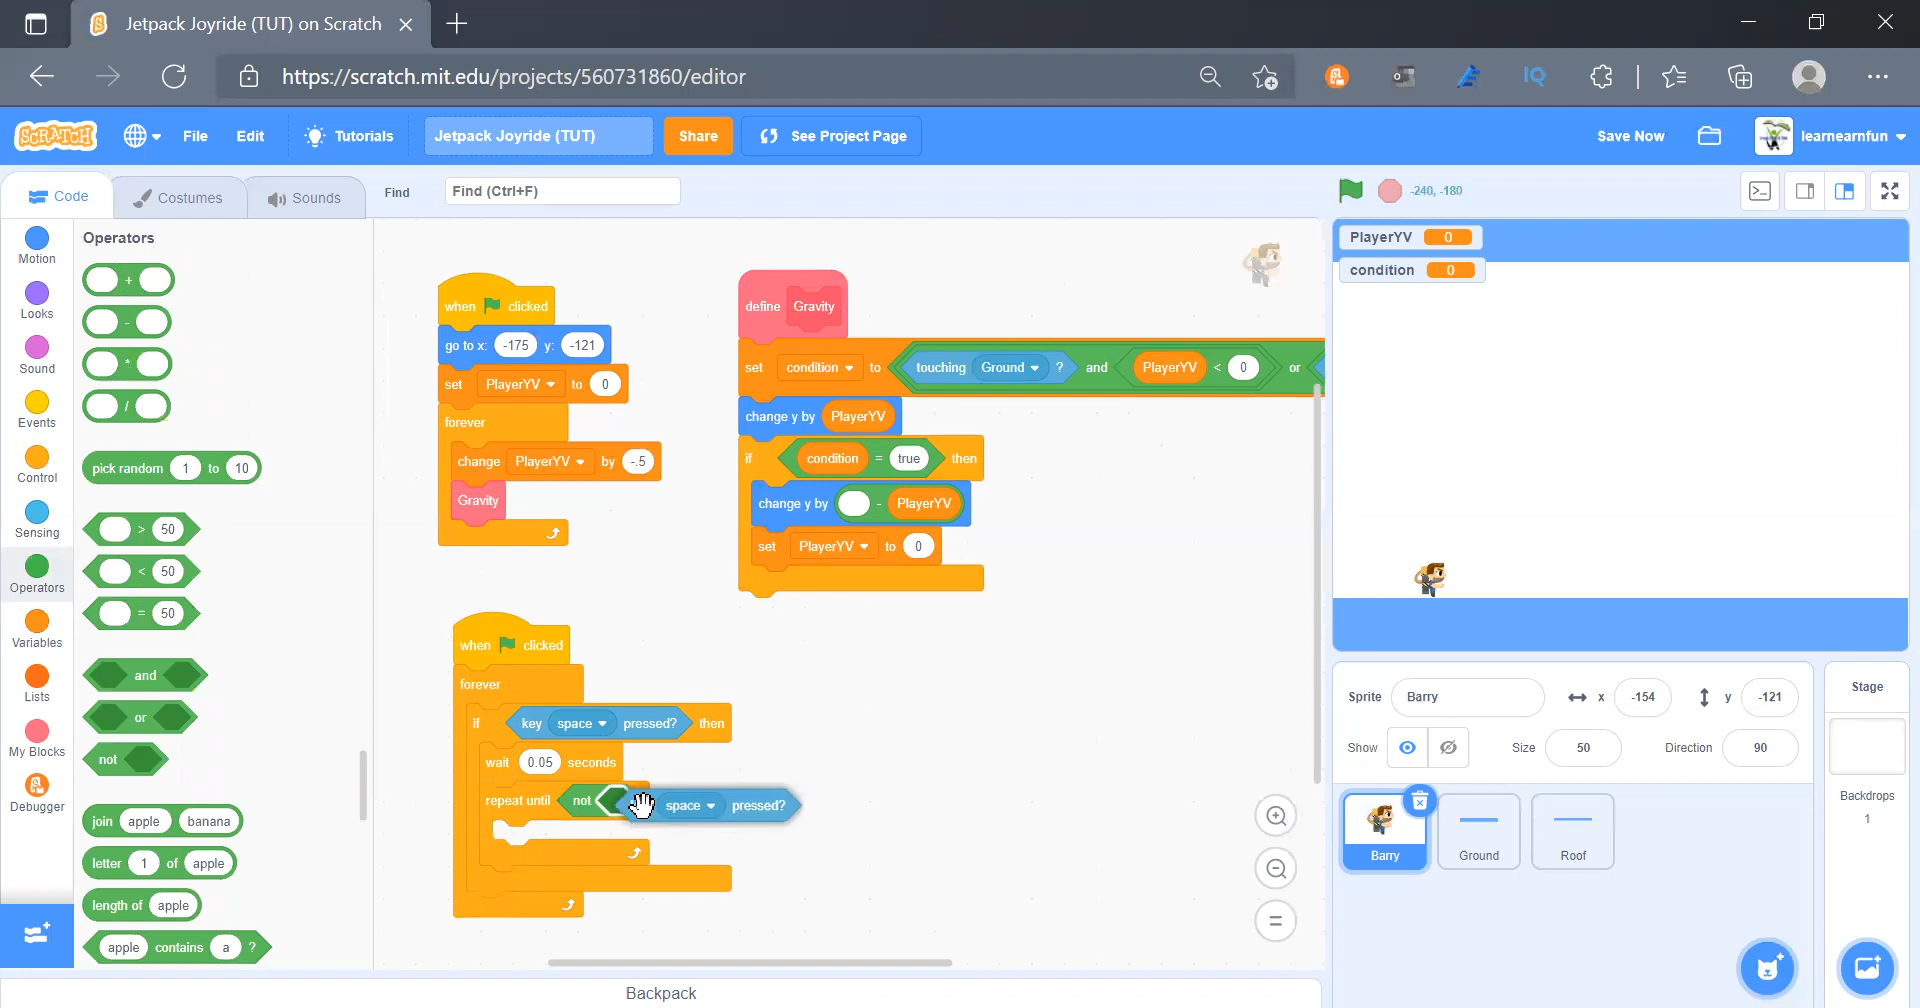 Jetpack Joyride (TUT) on Scratch
https://scratch.mit.edu/projects/560731860/editor
SCRATCH File Edit Tutorials Jetpack Joyride (TUT) Share See Project Page Save Now learnearnfun
Code Costumes Sounds Find Find (Ctrl+F) -240, -180
Motion
Looks
Sound
Events
Control
Sensing
Operators
Variables
Lists
My Blocks
Debugger
Operators
+
-
*
/
pick random 1 to 10
> 50
< 50
= 50
and
or
not
join apple banana
letter 1 of apple
length of apple
apple contains a ?
when clicked
go to x: -175 y: -121
set PlayerYV to 0
forever
change PlayerYV by -.5
Gravity
define Gravity
set condition to touching Ground ? and PlayerYV < 0 or
change y by PlayerYV
if condition = true then
change y by - PlayerYV
set PlayerYV to 0
when clicked
forever
if key space pressed? then
wait 0.05 seconds
repeat until not space pressed?
Backpack
PlayerYV 0
condition 0
Sprite Barry x -154 y -121
Show Size 50 Direction 90
Barry
Ground
Roof
Stage
Backdrops
1